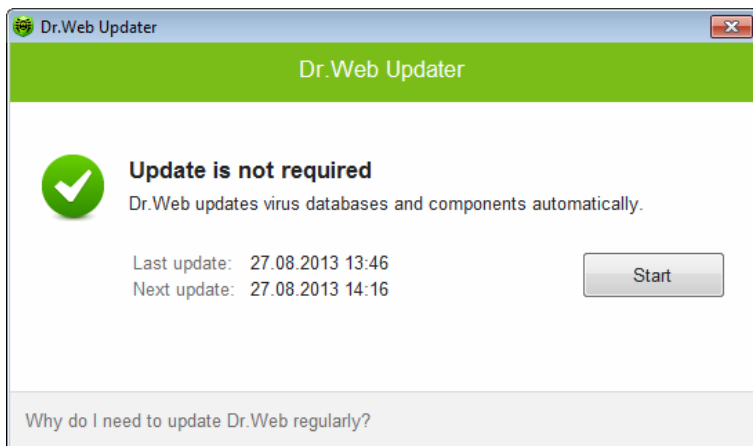 Dr.Web Updater
Dr.Web Updater
Update is not required
Dr.Web updates virus databases and components automatically.
Last update: 27.08.2013 13:46
Next update: 27.08.2013 14:16
Start
Why do I need to update Dr.Web regularly?